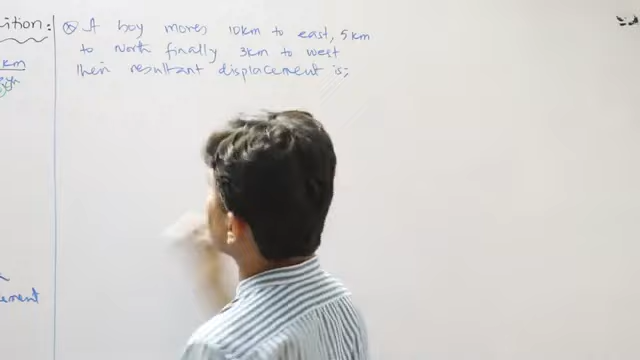 ition:
km
ement
⊗ A boy moves 10km to east, 5km
to North finally 3km to west
then resultant displacement is;